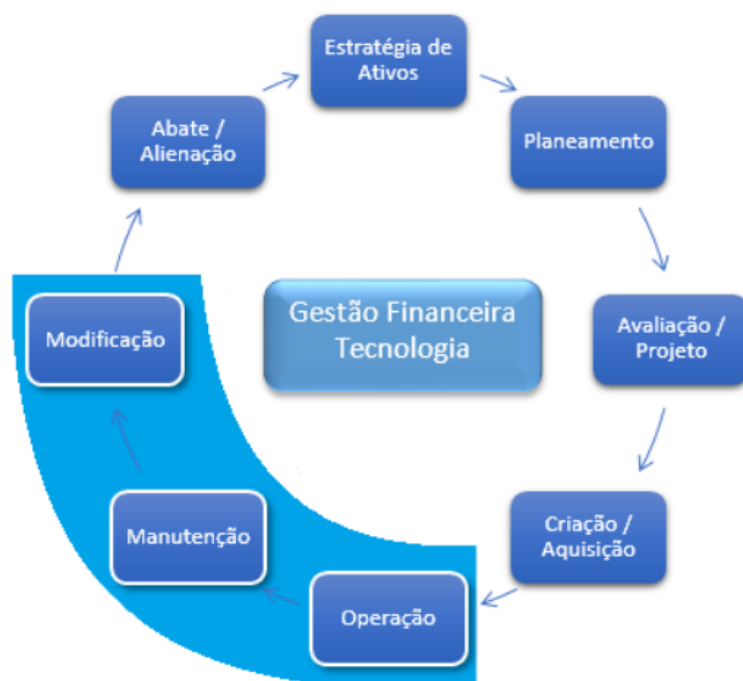 Estratégia de
Ativos
Planeamento
Avaliação /
Projeto
Criação /
Aquisição
Operação
Manutenção
Modificação
Abate /
Alienação
Gestão Financeira
Tecnologia